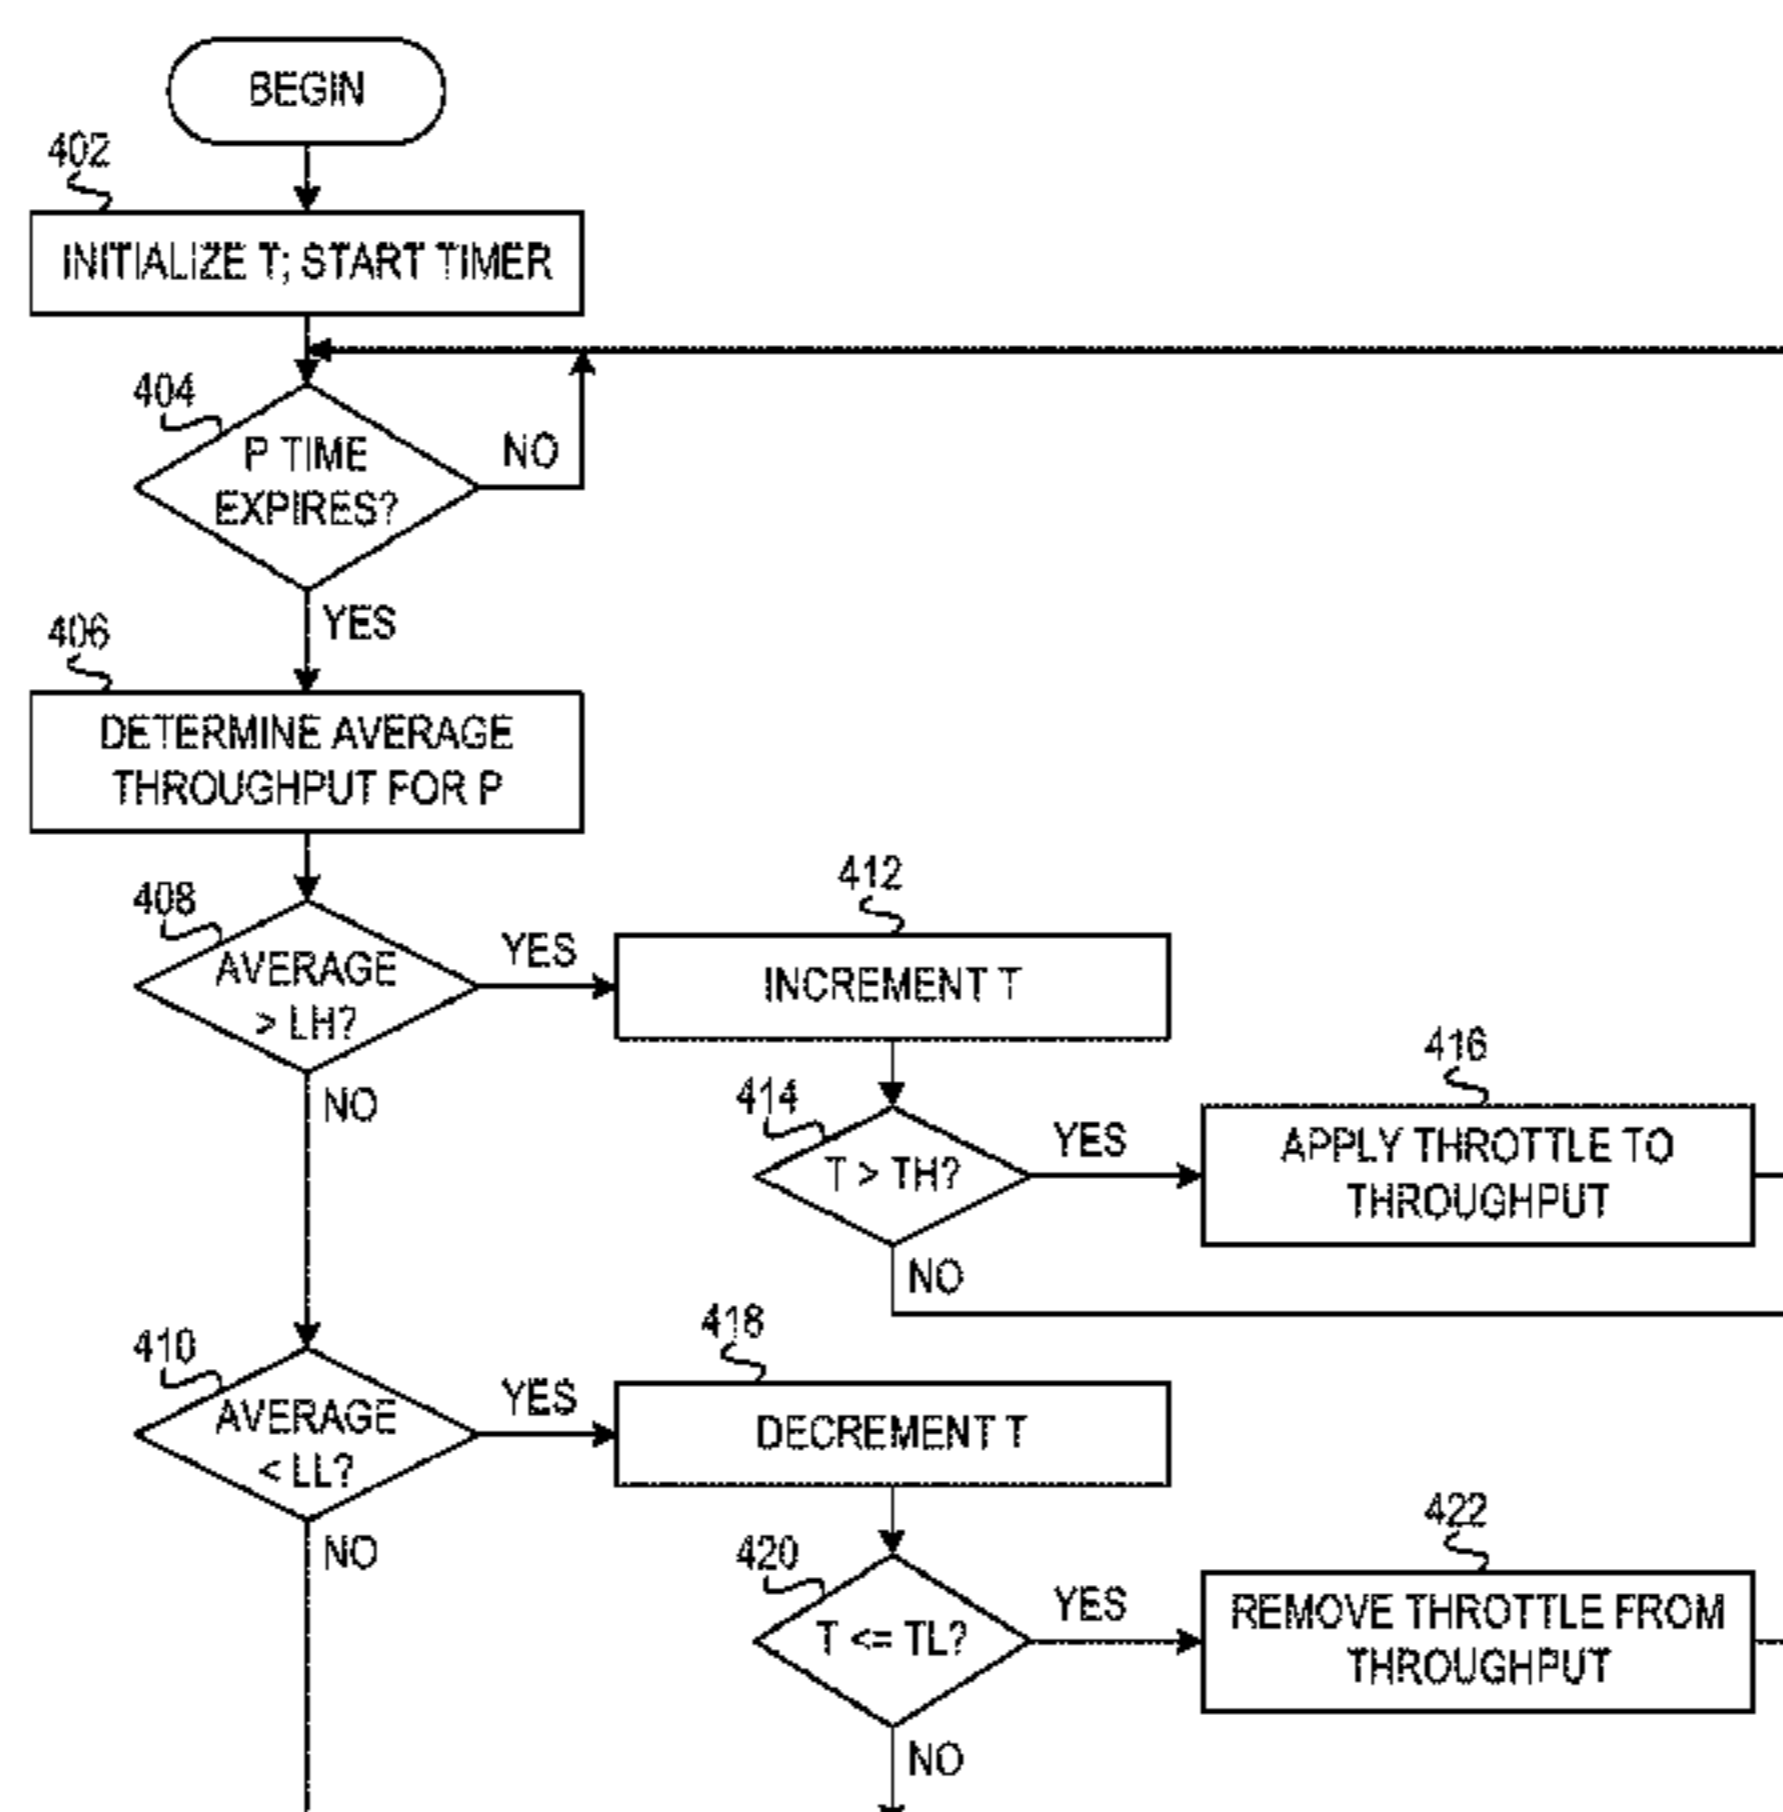 BEGIN
402
INITIALIZE T; START TIMER
404
P TIME
EXPIRES?
NO
YES
406
DETERMINE AVERAGE
THROUGHPUT FOR P
408
AVERAGE
> LH?
YES
NO
412
INCREMENT T
414
T > TH?
YES
NO
416
APPLY THROTTLE TO
THROUGHPUT
410
AVERAGE
< LL?
YES
NO
418
DECREMENT T
420
T <= TL?
YES
NO
422
REMOVE THROTTLE FROM
THROUGHPUT